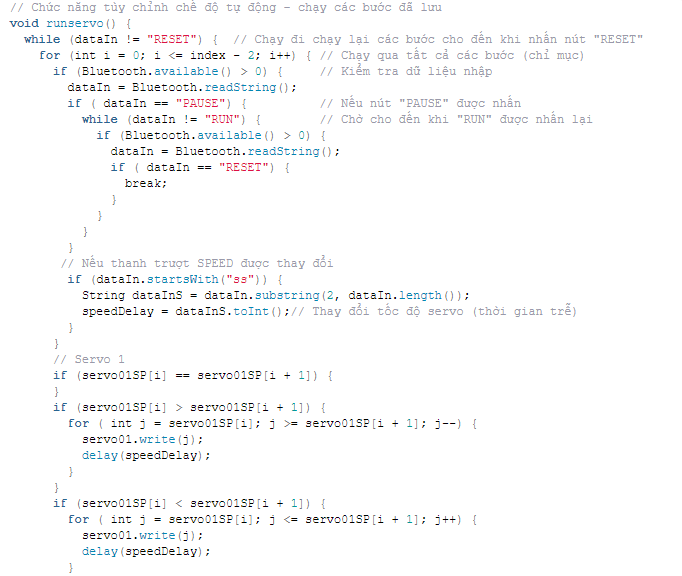 // Chức năng tùy chỉnh chế độ tự động - chạy các bước đã lưu
void runservo() {
  while (dataIn != "RESET") {  // Chạy đi chạy lại các bước cho đến khi nhấn nút "RESET"
    for (int i = 0; i <= index - 2; i++) { // Chạy qua tất cả các bước (chỉ mục)
      if (Bluetooth.available() > 0) {     // Kiểm tra dữ liệu nhập
        dataIn = Bluetooth.readString();
        if ( dataIn == "PAUSE") {          // Nếu nút "PAUSE" được nhấn
          while (dataIn != "RUN") {        // Chờ cho đến khi "RUN" được nhấn lại
            if (Bluetooth.available() > 0) {
              dataIn = Bluetooth.readString();
              if ( dataIn == "RESET") {
                break;
              }
            }
          }
        }
       // Nếu thanh trượt SPEED được thay đổi
        if (dataIn.startsWith("ss")) {
          String dataInS = dataIn.substring(2, dataIn.length());
          speedDelay = dataInS.toInt();// Thay đổi tốc độ servo (thời gian trễ)
        }
      }
      // Servo 1
      if (servo01SP[i] == servo01SP[i + 1]) {
      }
      if (servo01SP[i] > servo01SP[i + 1]) {
        for ( int j = servo01SP[i]; j >= servo01SP[i + 1]; j--) {
          servo01.write(j);
          delay(speedDelay);
        }
      }
      if (servo01SP[i] < servo01SP[i + 1]) {
        for ( int j = servo01SP[i]; j <= servo01SP[i + 1]; j++) {
          servo01.write(j);
          delay(speedDelay);
        }